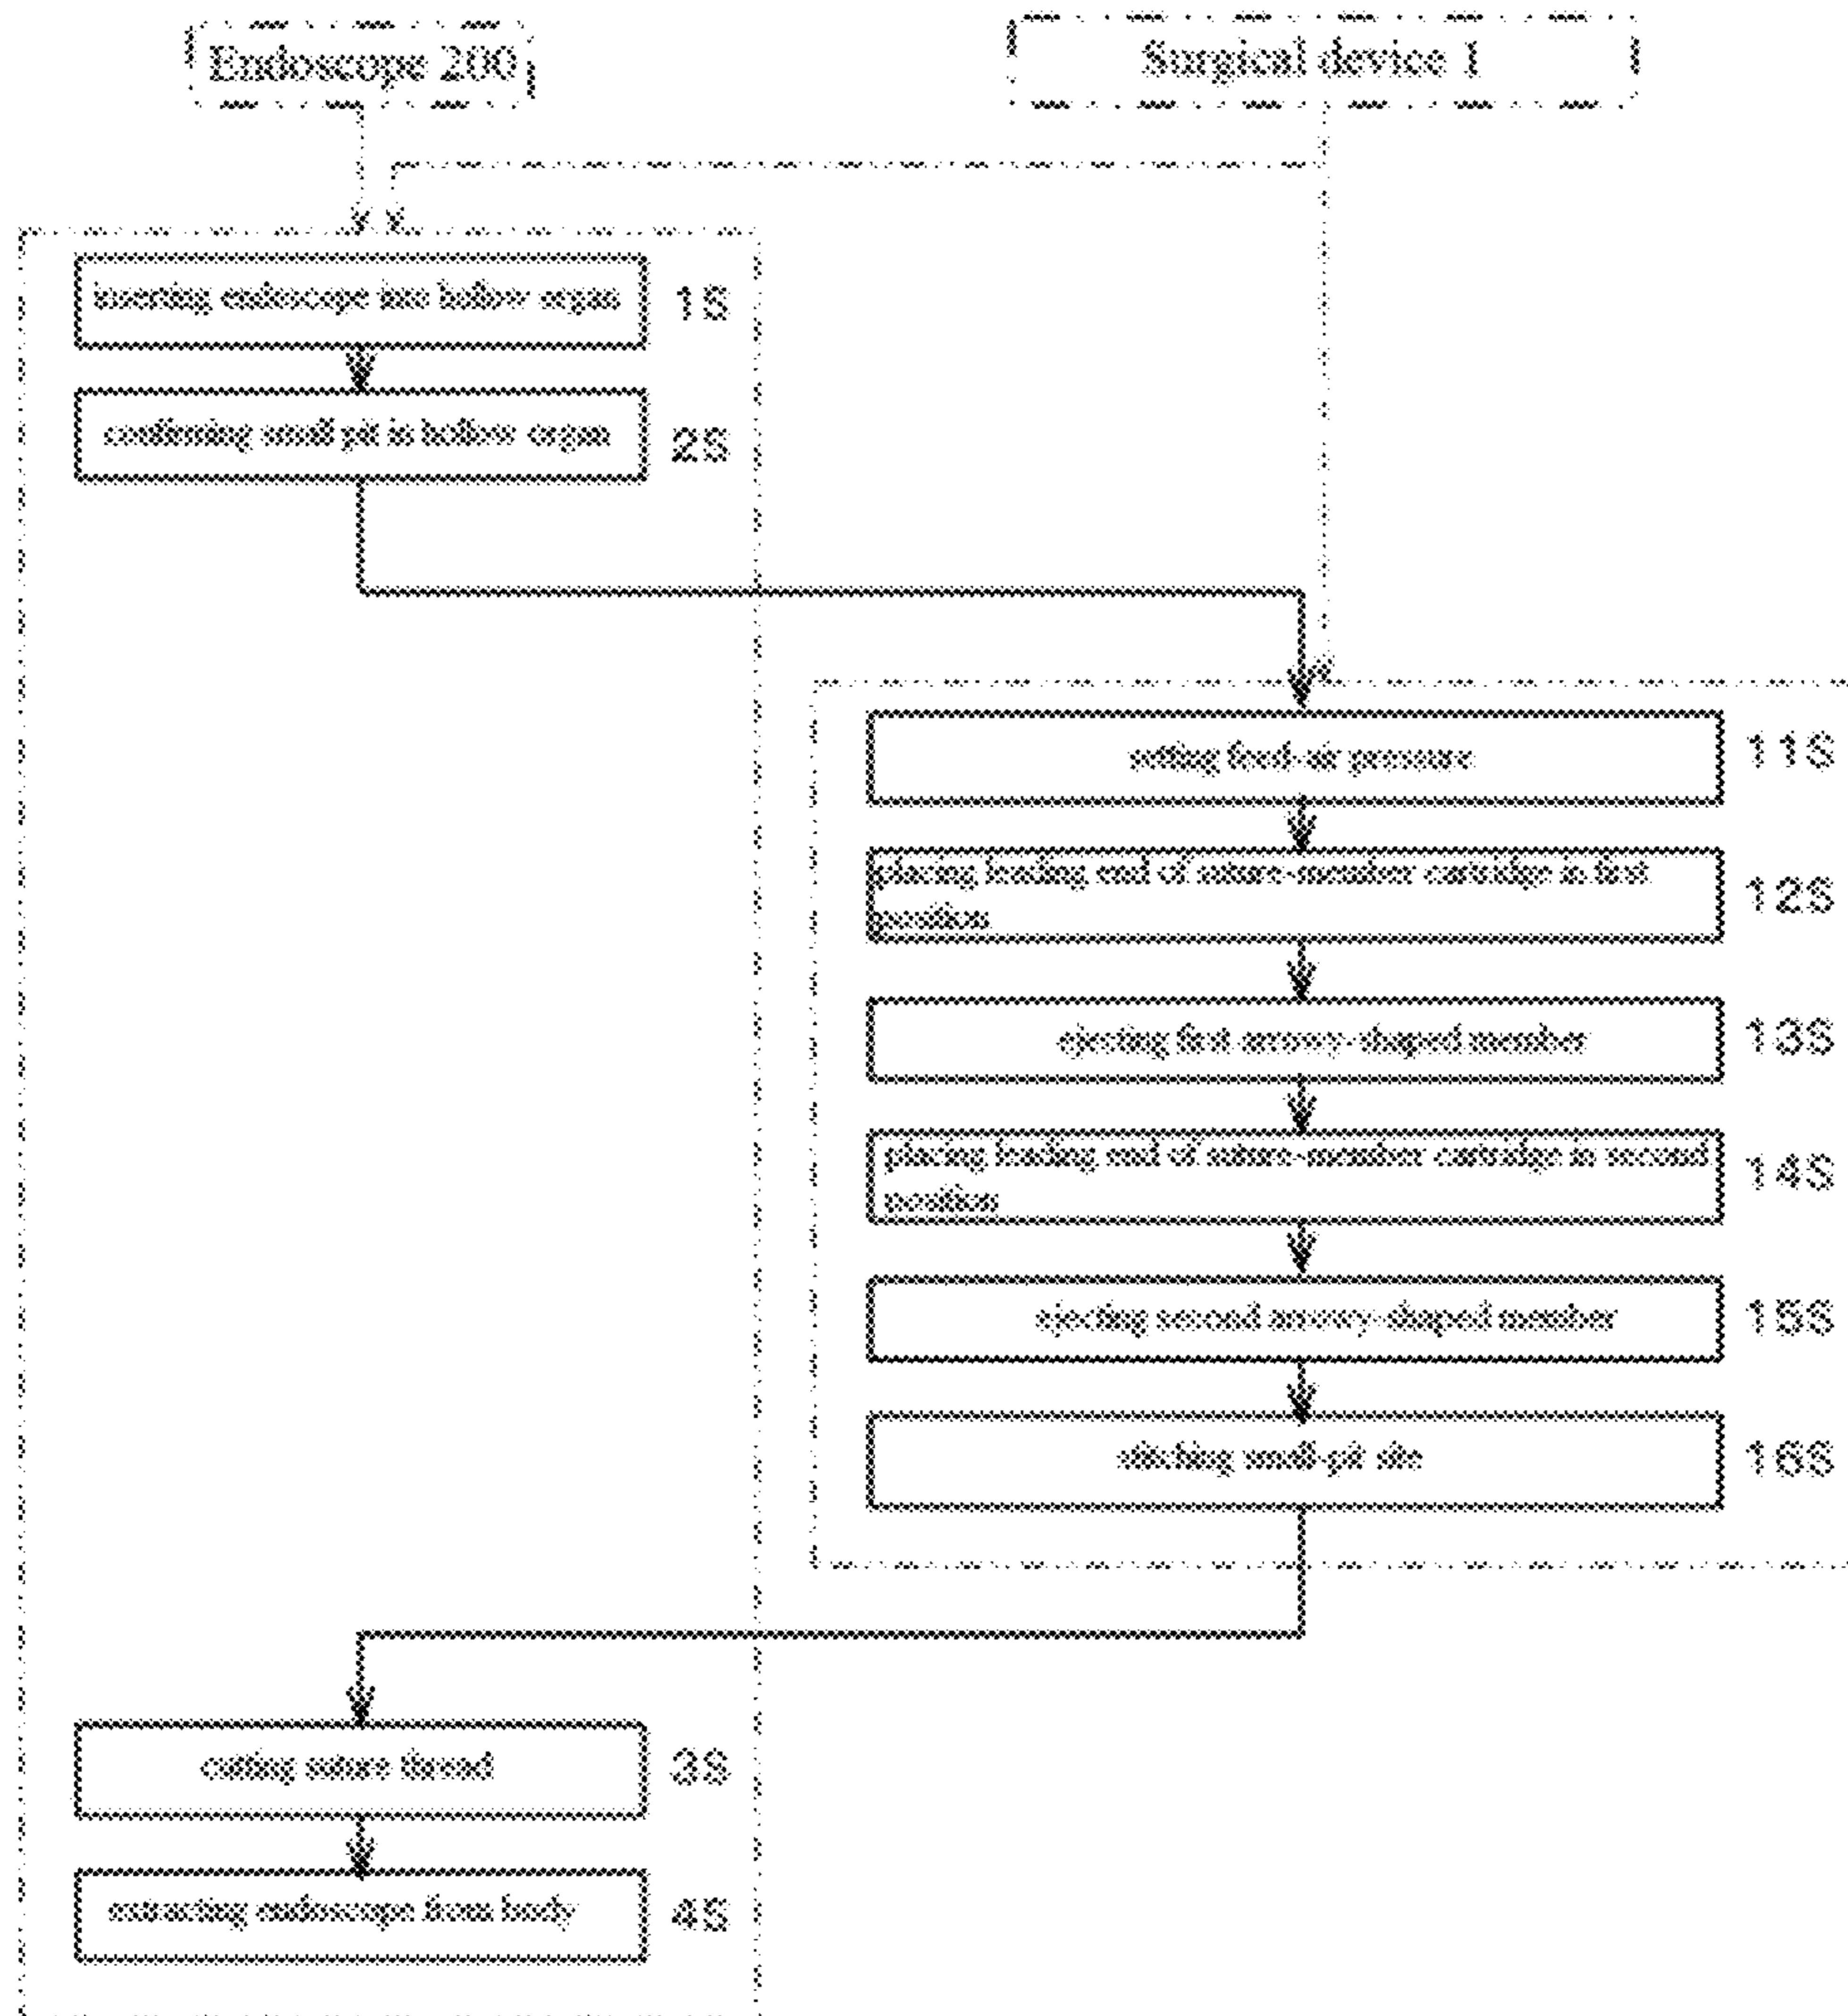 Endoscope 200
Surgical device 1
inserting endoscope into hollow organ
1S
confirming small pit in hollow organ
2S
setting feed-air pressure
11S
placing leading end of suture-member cartridge in first
position
12S
ejecting first arrowy-shaped member
13S
placing leading end of suture-member cartridge in second
position
14S
ejecting second arrowy-shaped member
15S
stitching small-pit site
16S
cutting suture thread
3S
extracting endoscope from body
4S